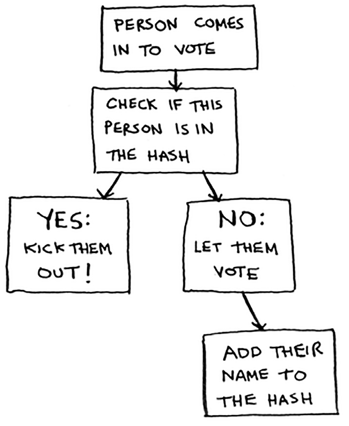 PERSON COMES
IN TO VOTE
CHECK IF THIS
PERSON IS IN
THE HASH
YES:
KICK THEM
OUT!
NO:
LET THEM
VOTE
ADD THEIR
NAME TO
THE HASH